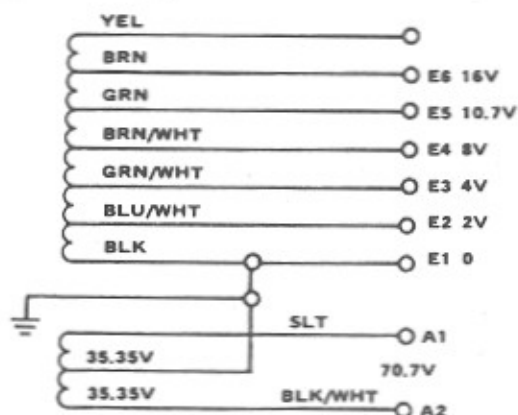 YEL
BRN
E6 16V
GRN
E5 10.7V
BRN/WHT
E4 8V
GRN/WHT
E3 4V
BLU/WHT
E2 2V
BLK
E1 0
SLT
A1
35.35V
70.7V
35.35V
BLK/WHT
A2